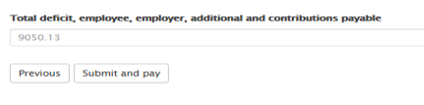 Total deficit, employee, employer, additional and contributions payable
9050.13
Previous Submit and pay